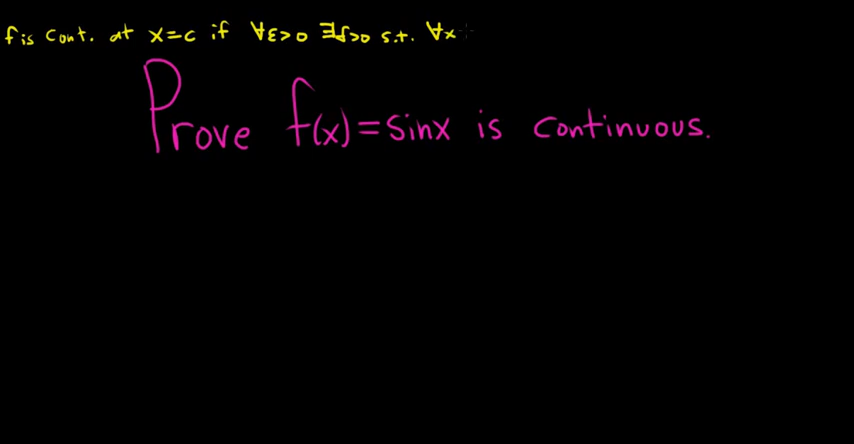 f is cont. at x=c if ∀ε>0 ∃δ>0 s.t. ∀x
Prove f(x)=sinx is continuous.